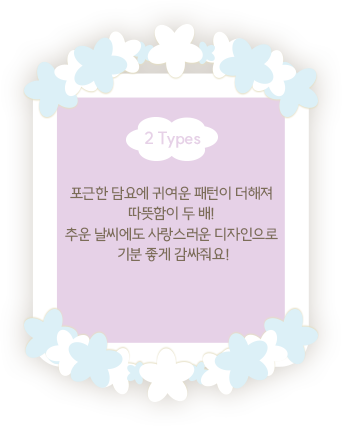 2 Types
포근한 담요에 귀여운 패턴이 더해져
따뜻함이 두 배!
추운 날씨에도 사랑스러운 디자인으로
기분 좋게 감싸줘요!